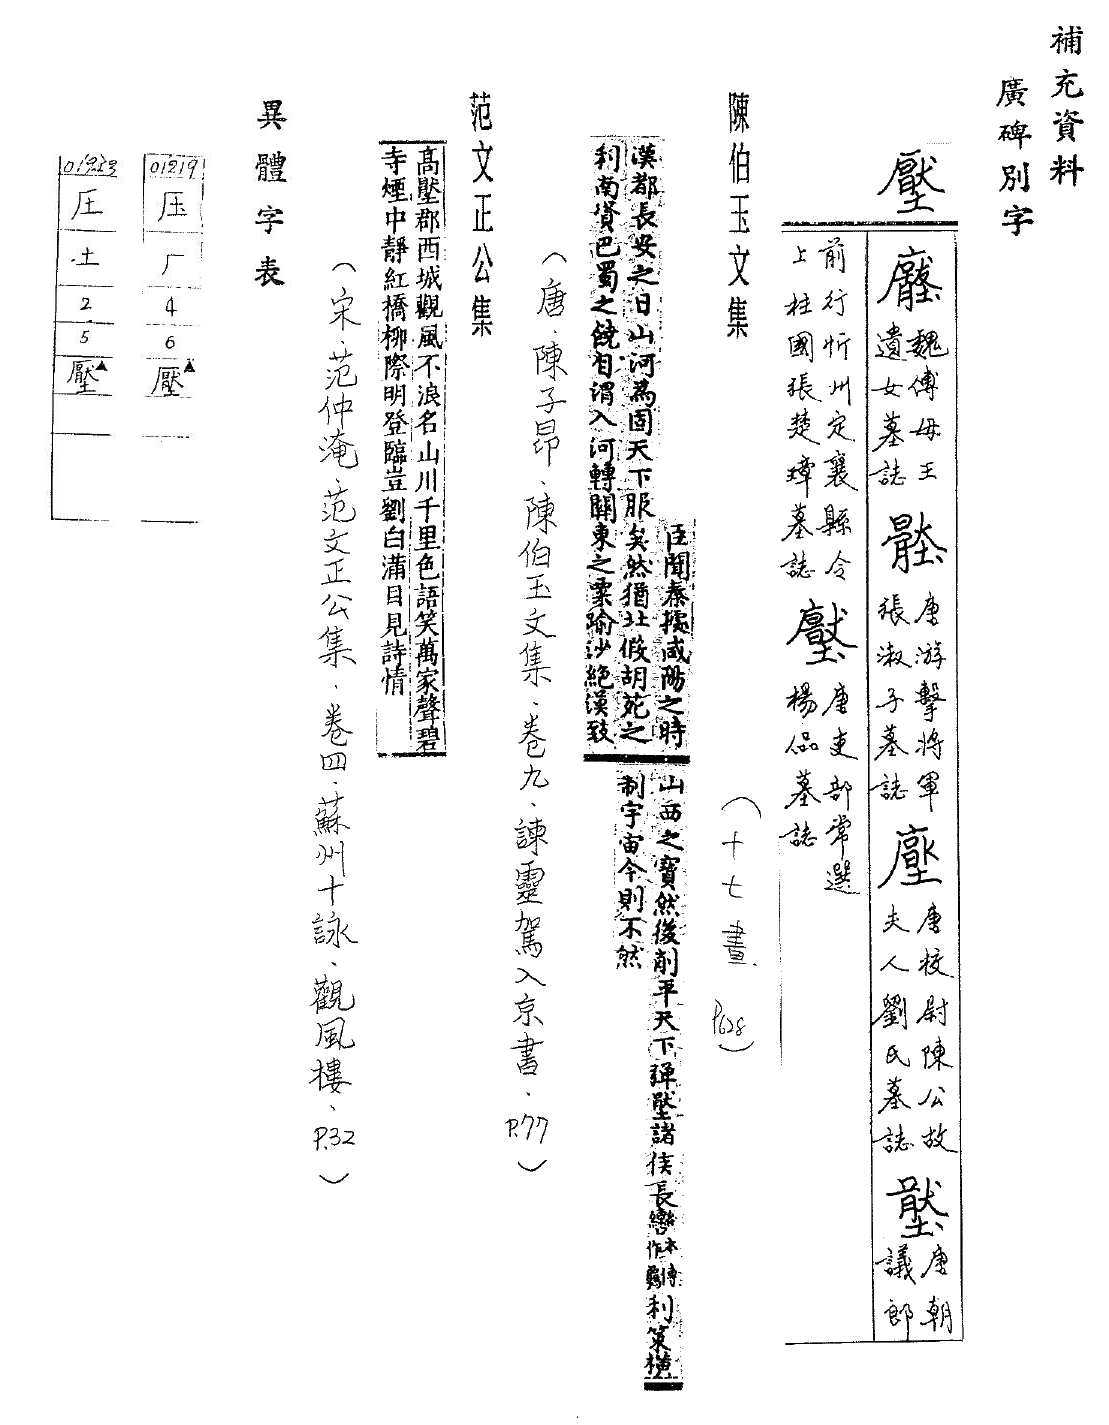 補充資料
廣碑別字
壓
魏傅母王
遺女墓誌
唐游擊將軍
張淑子墓誌
唐校尉陳公故
夫人劉氏墓誌
唐朝
議郎
前行忻州定襄縣令
上柱國張楚璋墓誌
唐吏部常選
楊 墓誌
（十七畫 P.628）
陳伯玉文集
臣聞秦據咸陽之時
漢都長安之日山河為固天下服矣然猶北假胡苑之
利南資巴蜀之饒自渭入河轉關東之粟踰沙絕漠致
山西之寶然後削平天下彈壓諸侯長轡本傳作利策橫
制宇宙今則不然
（唐．陳子昂．陳伯玉文集．卷九．諫靈駕入京書．P.77）
范文正公集
高壓郡西城觀風不浪名山川千里色語笑萬家聲碧
寺煙中靜紅橋柳際明登臨豈劉白滿目見詩情
（宋．范仲淹．范文正公集．卷四．蘇州十詠．觀風樓．P.32）
異體字表
01219
压
厂
4
6
壓▲
01253
圧
土
2
5
壓▲